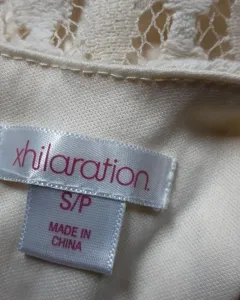 xhilaration.
S/P
MADE IN
CHINA